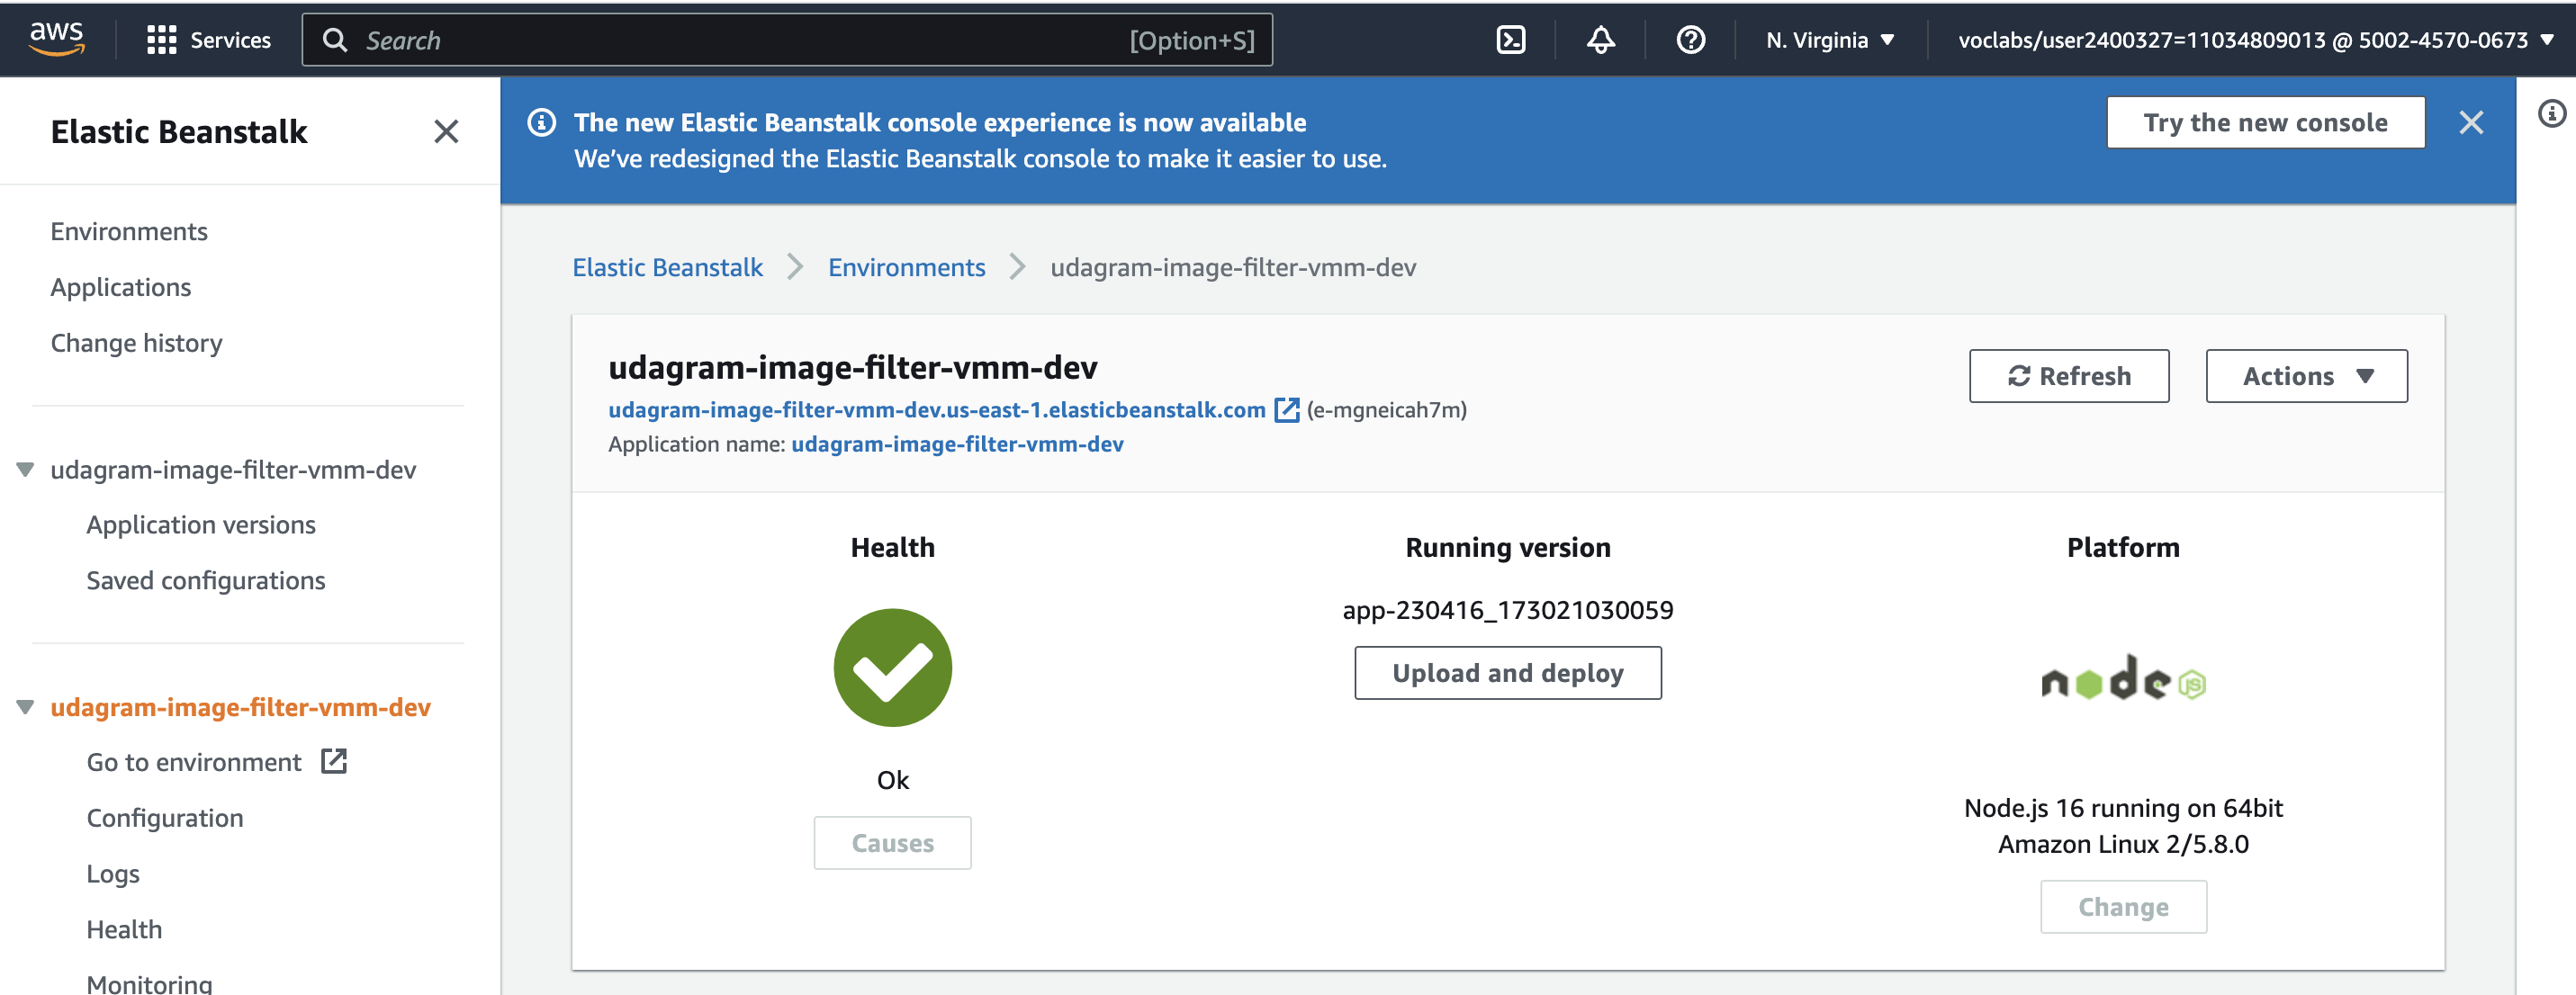 aws
Services
Search
[Option+S]
N. Virginia
voclabs/user2400327=11034809013 @ 5002-4570-0673
Elastic Beanstalk
Environments
Applications
Change history
udagram-image-filter-vmm-dev
Application versions
Saved configurations
udagram-image-filter-vmm-dev
Go to environment
Configuration
Logs
Health
Monitoring
The new Elastic Beanstalk console experience is now available
We’ve redesigned the Elastic Beanstalk console to make it easier to use.
Try the new console
Elastic Beanstalk
Environments
udagram-image-filter-vmm-dev
udagram-image-filter-vmm-dev
udagram-image-filter-vmm-dev.us-east-1.elasticbeanstalk.com (e-mgneicah7m)
Application name: udagram-image-filter-vmm-dev
Refresh
Actions
Health
Ok
Causes
Running version
app-230416_173021030059
Upload and deploy
Platform
node JS
Node.js 16 running on 64bit
Amazon Linux 2/5.8.0
Change